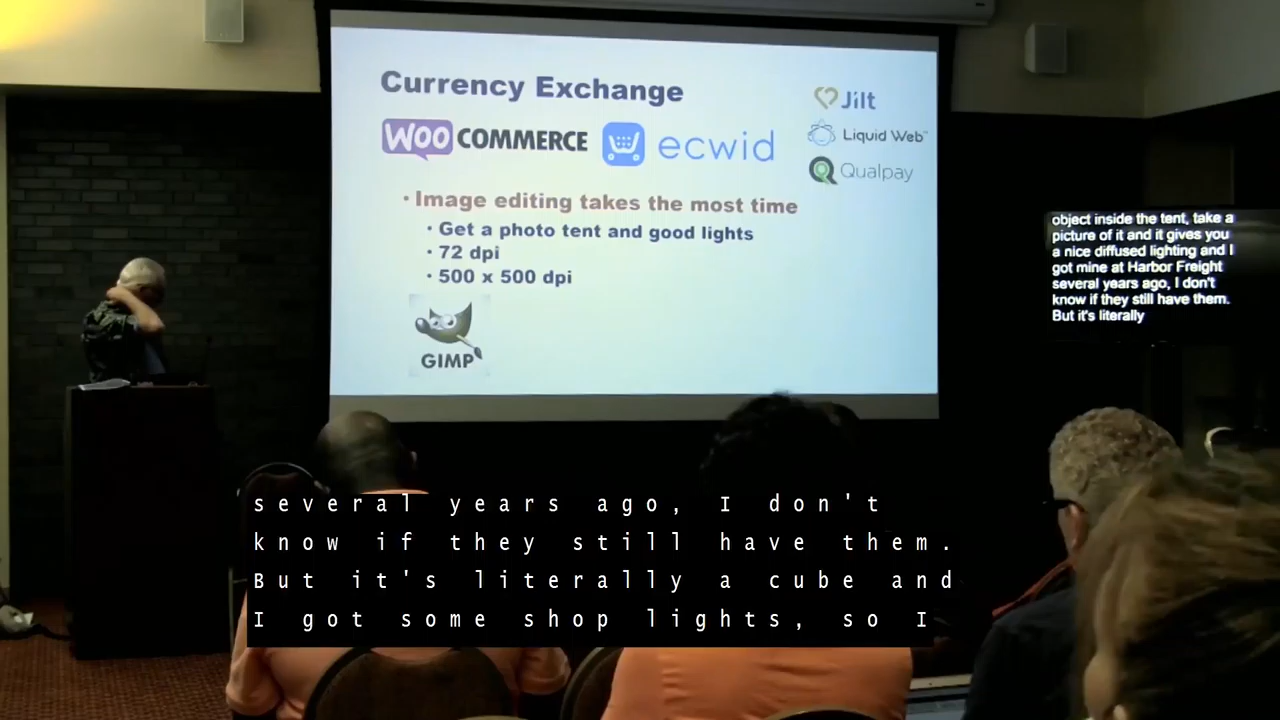 Currency Exchange
WOO COMMERCE
ecwid
Jilt
Liquid Web™
Qualpay
• Image editing takes the most time
• Get a photo tent and good lights
• 72 dpi
• 500 x 500 dpi
GIMP
object inside the tent, take a
picture of it and it gives you
a nice diffused lighting and I
got mine at Harbor Freight
several years ago, I don't
know if they still have them.
But it's literally
several years ago, I don't
know if they still have them.
But it's literally a cube and
I got some shop lights, so I